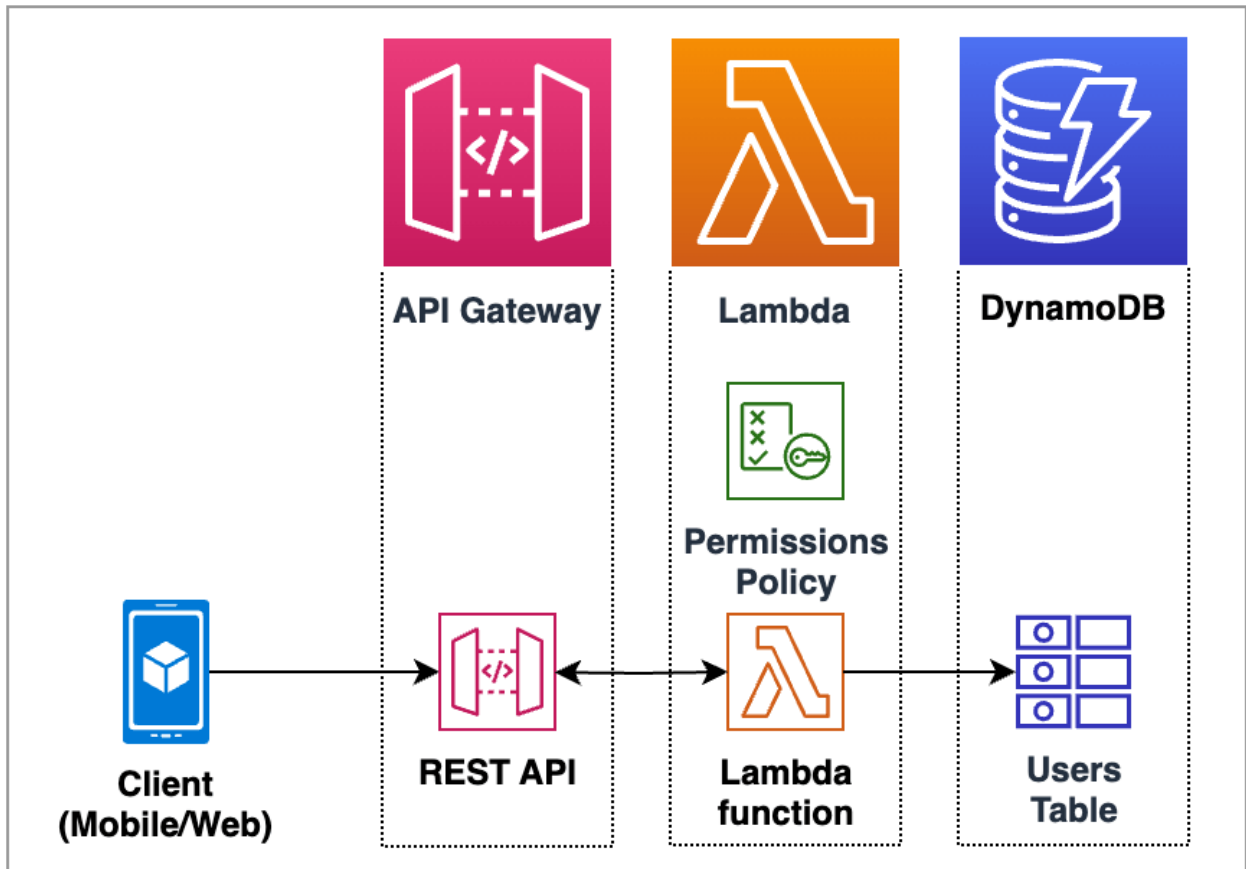 API Gateway
Lambda
DynamoDB
Permissions
Policy
Client
(Mobile/Web)
REST API
Lambda
function
Users
Table